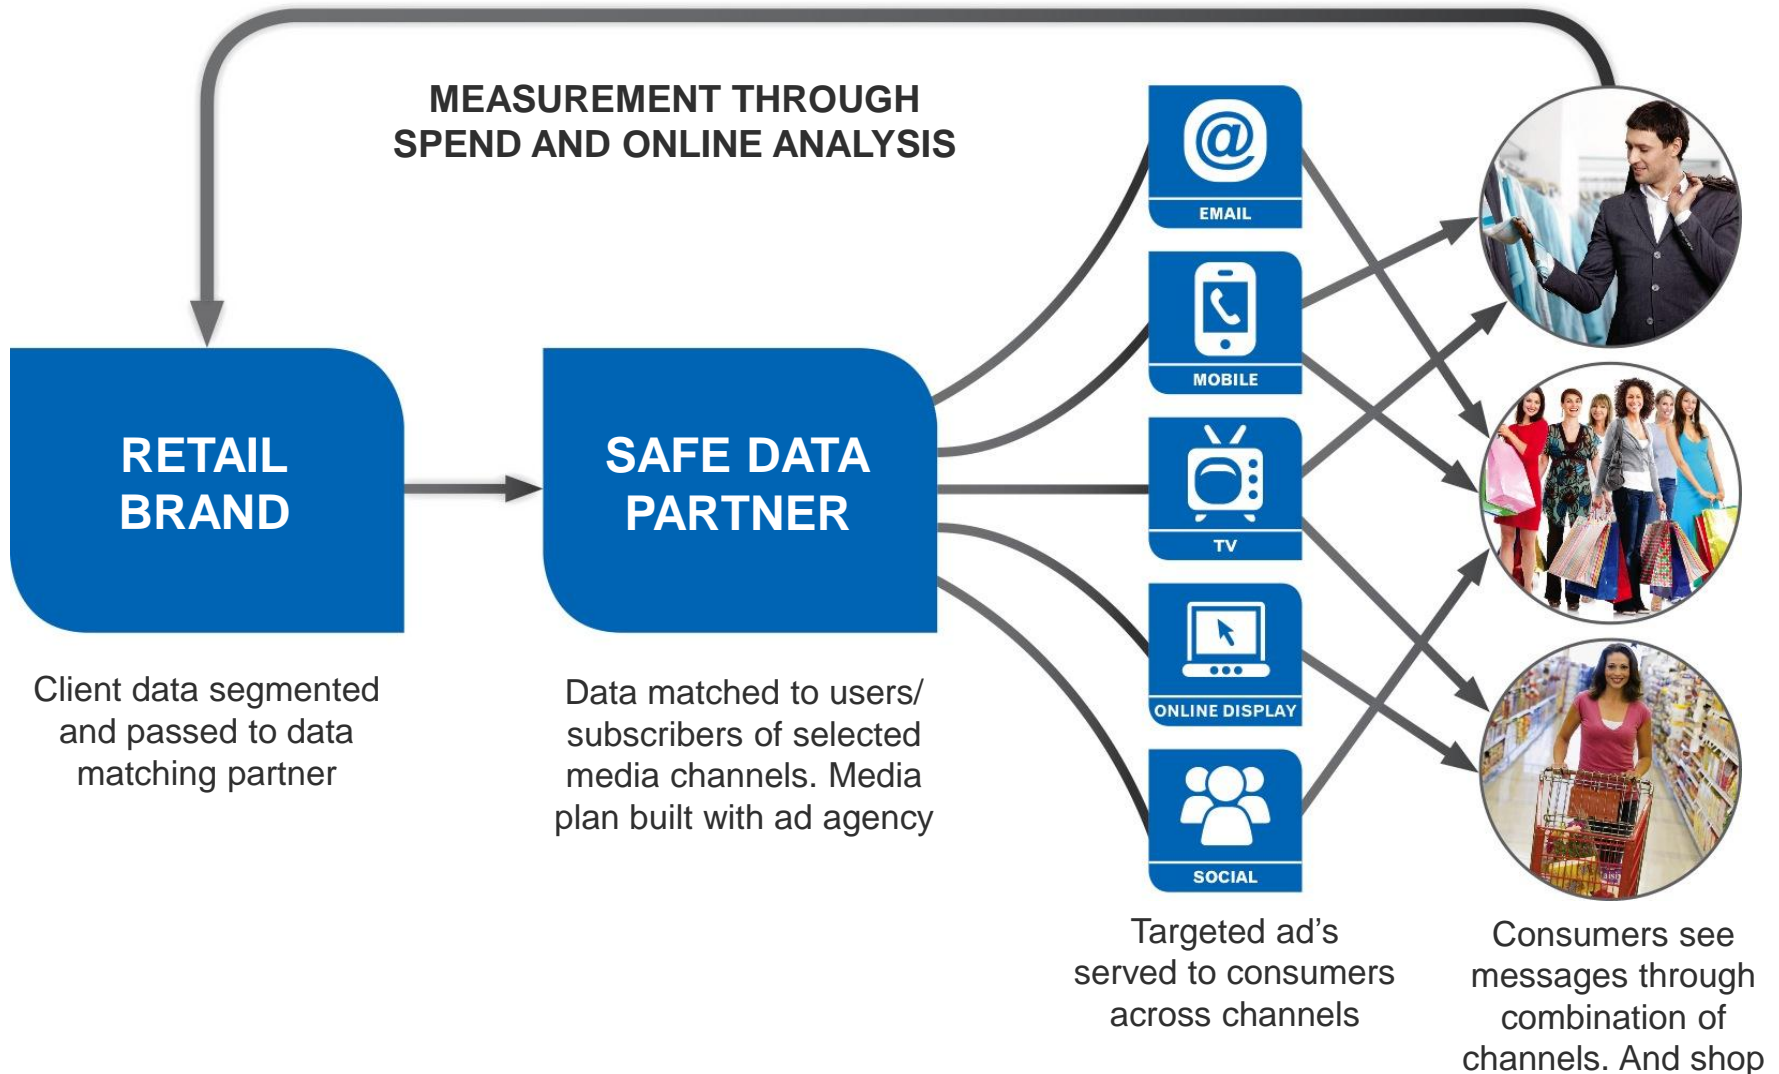 MEASUREMENT THROUGH
SPEND AND ONLINE ANALYSIS
RETAIL
BRAND
Client data segmented
and passed to data
matching partner
SAFE DATA
PARTNER
Data matched to users/
subscribers of selected
media channels. Media
plan built with ad agency
@
EMAIL
MOBILE
TV
ONLINE DISPLAY
SOCIAL
Targeted ad’s
served to consumers
across channels
Consumers see
messages through
combination of
channels. And shop